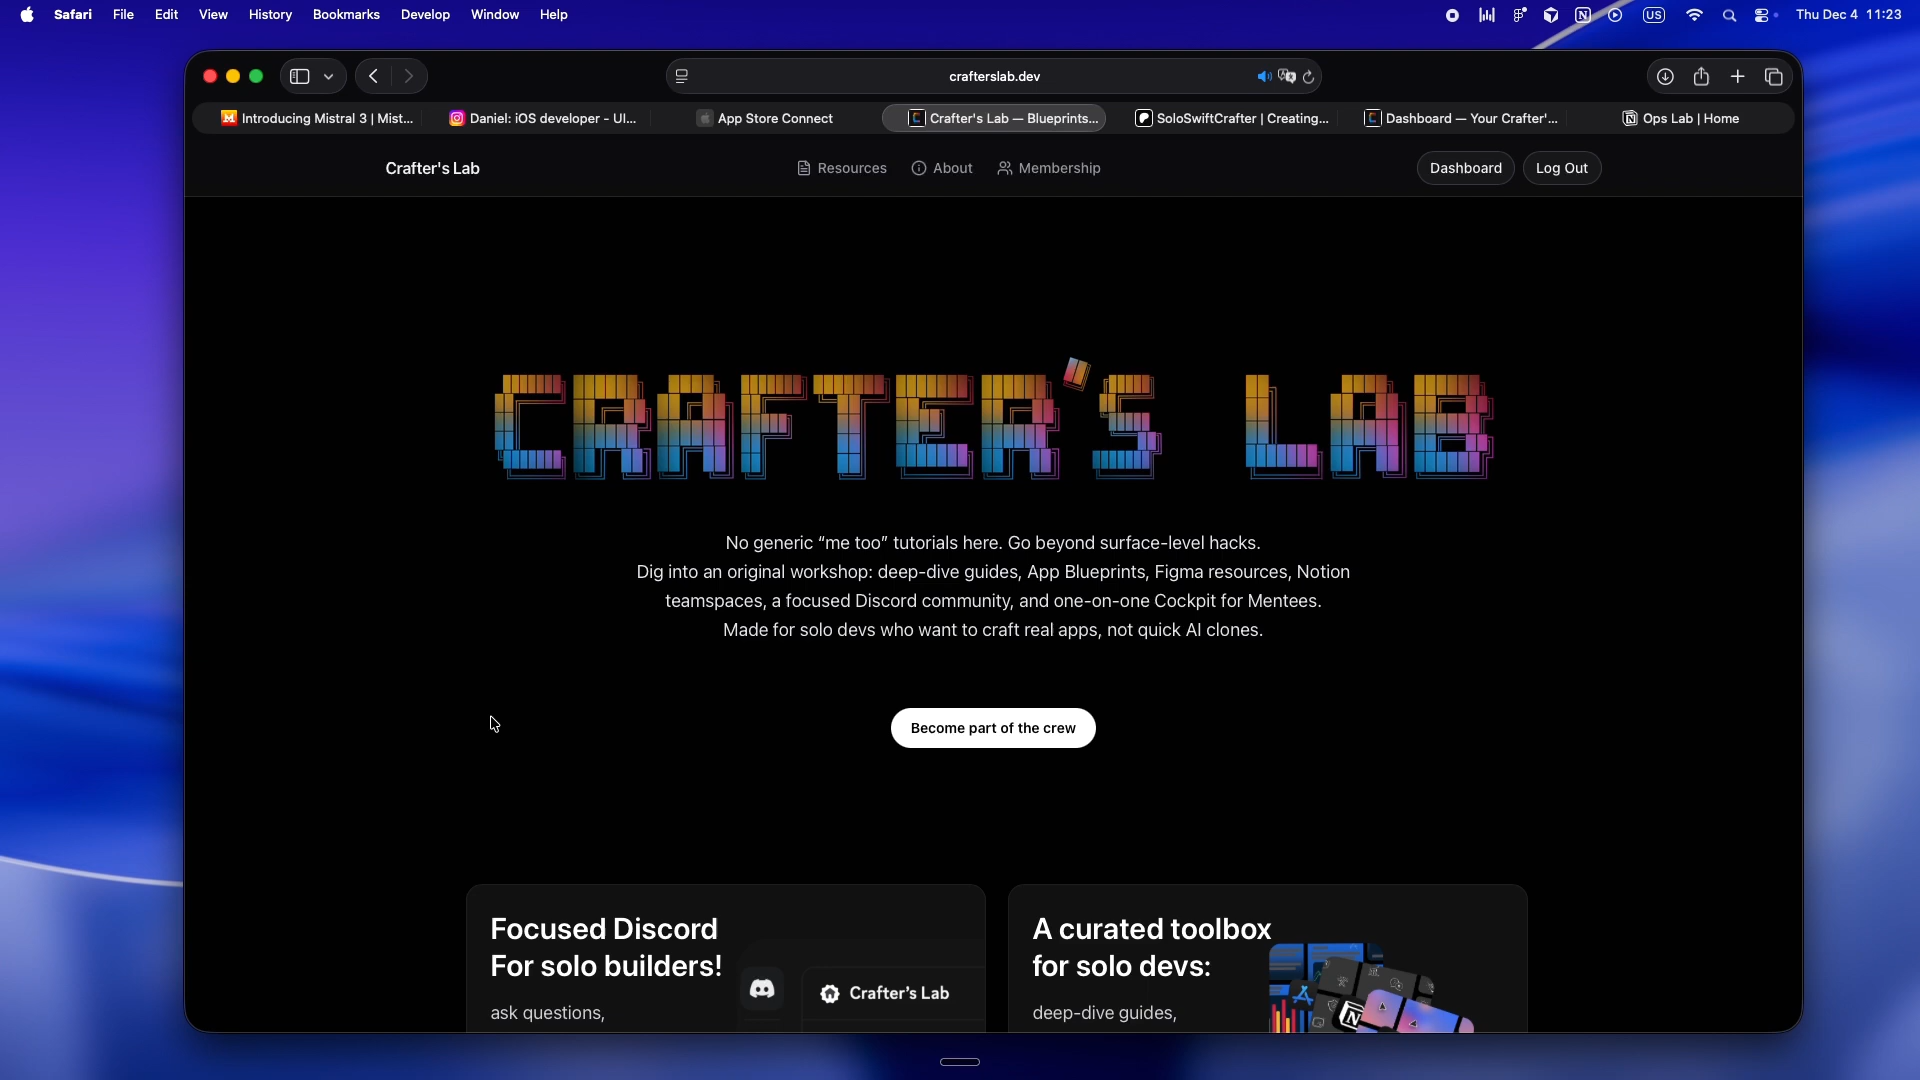 Safari File Edit View History Bookmarks Develop Window Help
US
Thu Dec 4 11:23
crafterslab.dev
Introducing Mistral 3 | Mist...
Daniel: iOS developer - UI...
App Store Connect
Crafter's Lab — Blueprints...
SoloSwiftCrafter | Creating...
Dashboard — Your Crafter'...
Ops Lab | Home
Crafter's Lab
Resources
About
Membership
Dashboard
Log Out
CRAFTER'S LAB
No generic “me too” tutorials here. Go beyond surface-level hacks.
Dig into an original workshop: deep-dive guides, App Blueprints, Figma resources, Notion
teamspaces, a focused Discord community, and one-on-one Cockpit for Mentees.
Made for solo devs who want to craft real apps, not quick AI clones.
Become part of the crew
Focused Discord
For solo builders!
ask questions,
Crafter's Lab
A curated toolbox
for solo devs:
deep-dive guides,